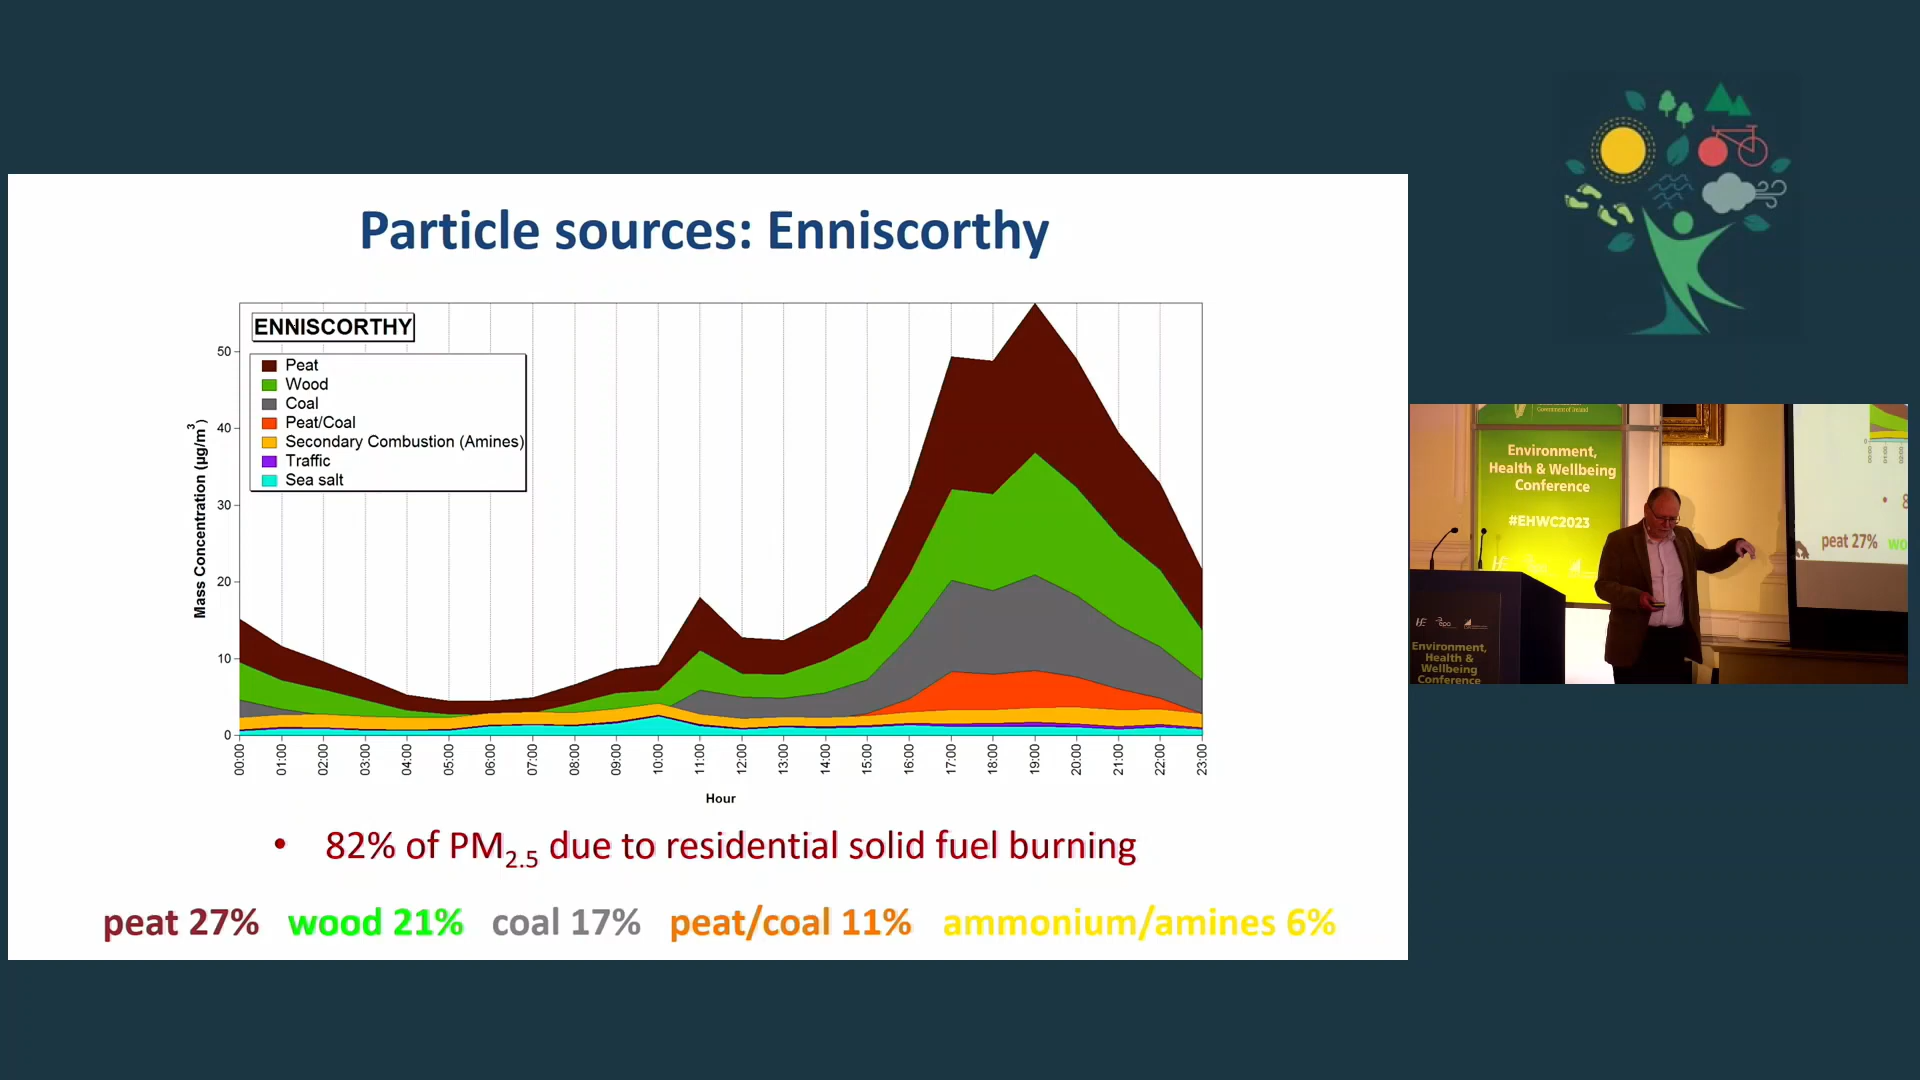 Particle sources: Enniscorthy
ENNISCORTHY
Peat
Wood
Coal
Peat/Coal
Secondary Combustion (Amines)
Traffic
Sea salt
Mass Concentration (µg/m³)
50
40
30
20
10
0
00:00
01:00
02:00
03:00
04:00
05:00
06:00
07:00
08:00
09:00
10:00
11:00
12:00
13:00
14:00
15:00
16:00
17:00
18:00
19:00
20:00
21:00
22:00
23:00
Hour
• 82% of PM2.5 due to residential solid fuel burning
peat 27% wood 21% coal 17% peat/coal 11% ammonium/amines 6%
Government of Ireland
Environment,
Health & Wellbeing
Conference
#EHWC2023
peat 27% wo
epa
Environment,
Health &
Wellbeing
Conference